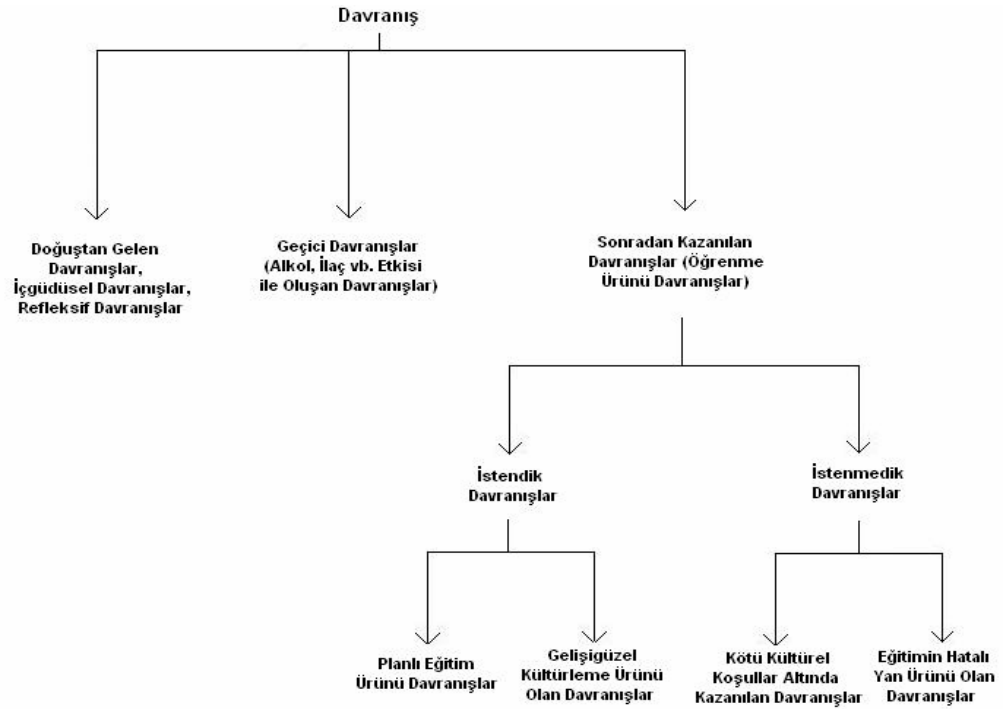 Davranış
Doğuştan Gelen
Davranışlar,
İçgüdüsel Davranışlar,
Refleksif Davranışlar
Geçici Davranışlar
(Alkol, İlaç vb. Etkisi
ile Oluşan Davranışlar)
Sonradan Kazanılan
Davranışlar (Öğrenme
Ürünü Davranışlar)
İstendik
Davranışlar
İstenmedik
Davranışlar
Planlı Eğitim
Ürünü Davranışlar
Gelişigüzel
Kültürleme Ürünü
Olan Davranışlar
Kötü Kültürel
Koşullar Altında
Kazanılan Davranışlar
Eğitimin Hatalı
Yan Ürünü Olan
Davranışlar